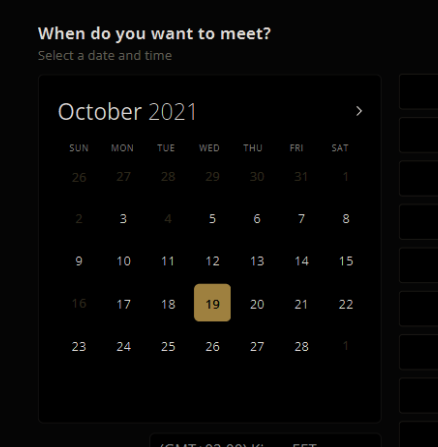 When do you want to meet?
Select a date and time
October 2021 >
SUN MON TUE WED THU FRI SAT
26 27 28 29 30 31 1
2 3 4 5 6 7 8
9 10 11 12 13 14 15
16 17 18 19 20 21 22
23 24 25 26 27 28 1